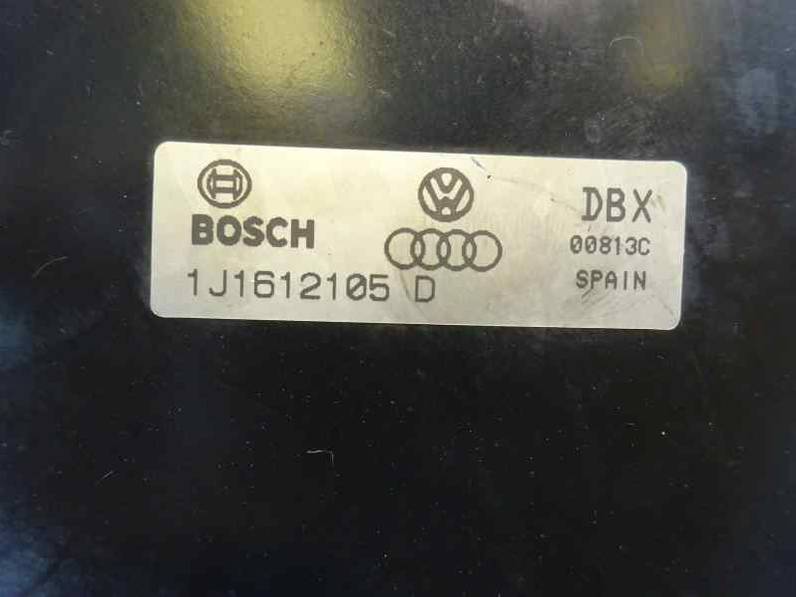 BOSCH
1J1612105 D
DBX
00813C
SPAIN